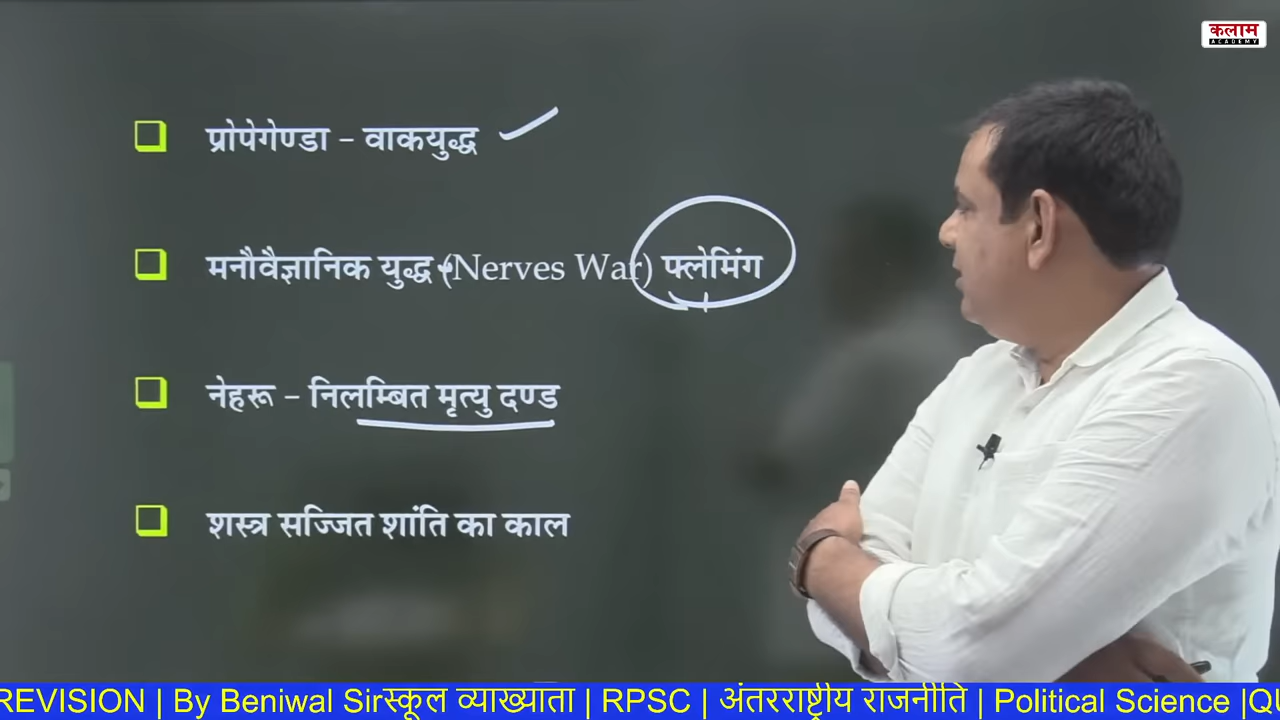 कलाम
ACADEMY
प्रोपेगेण्डा – वाकयुद्ध
मनौवैज्ञानिक युद्ध (Nerves War) फ्लेमिंग
नेहरू – निलम्बित मृत्यु दण्ड
शस्त्र सज्जित शांति का काल
REVISION | By Beniwal Sirस्कूल व्याख्याता | RPSC | अंतरराष्ट्रीय राजनीति | Political Science |QU